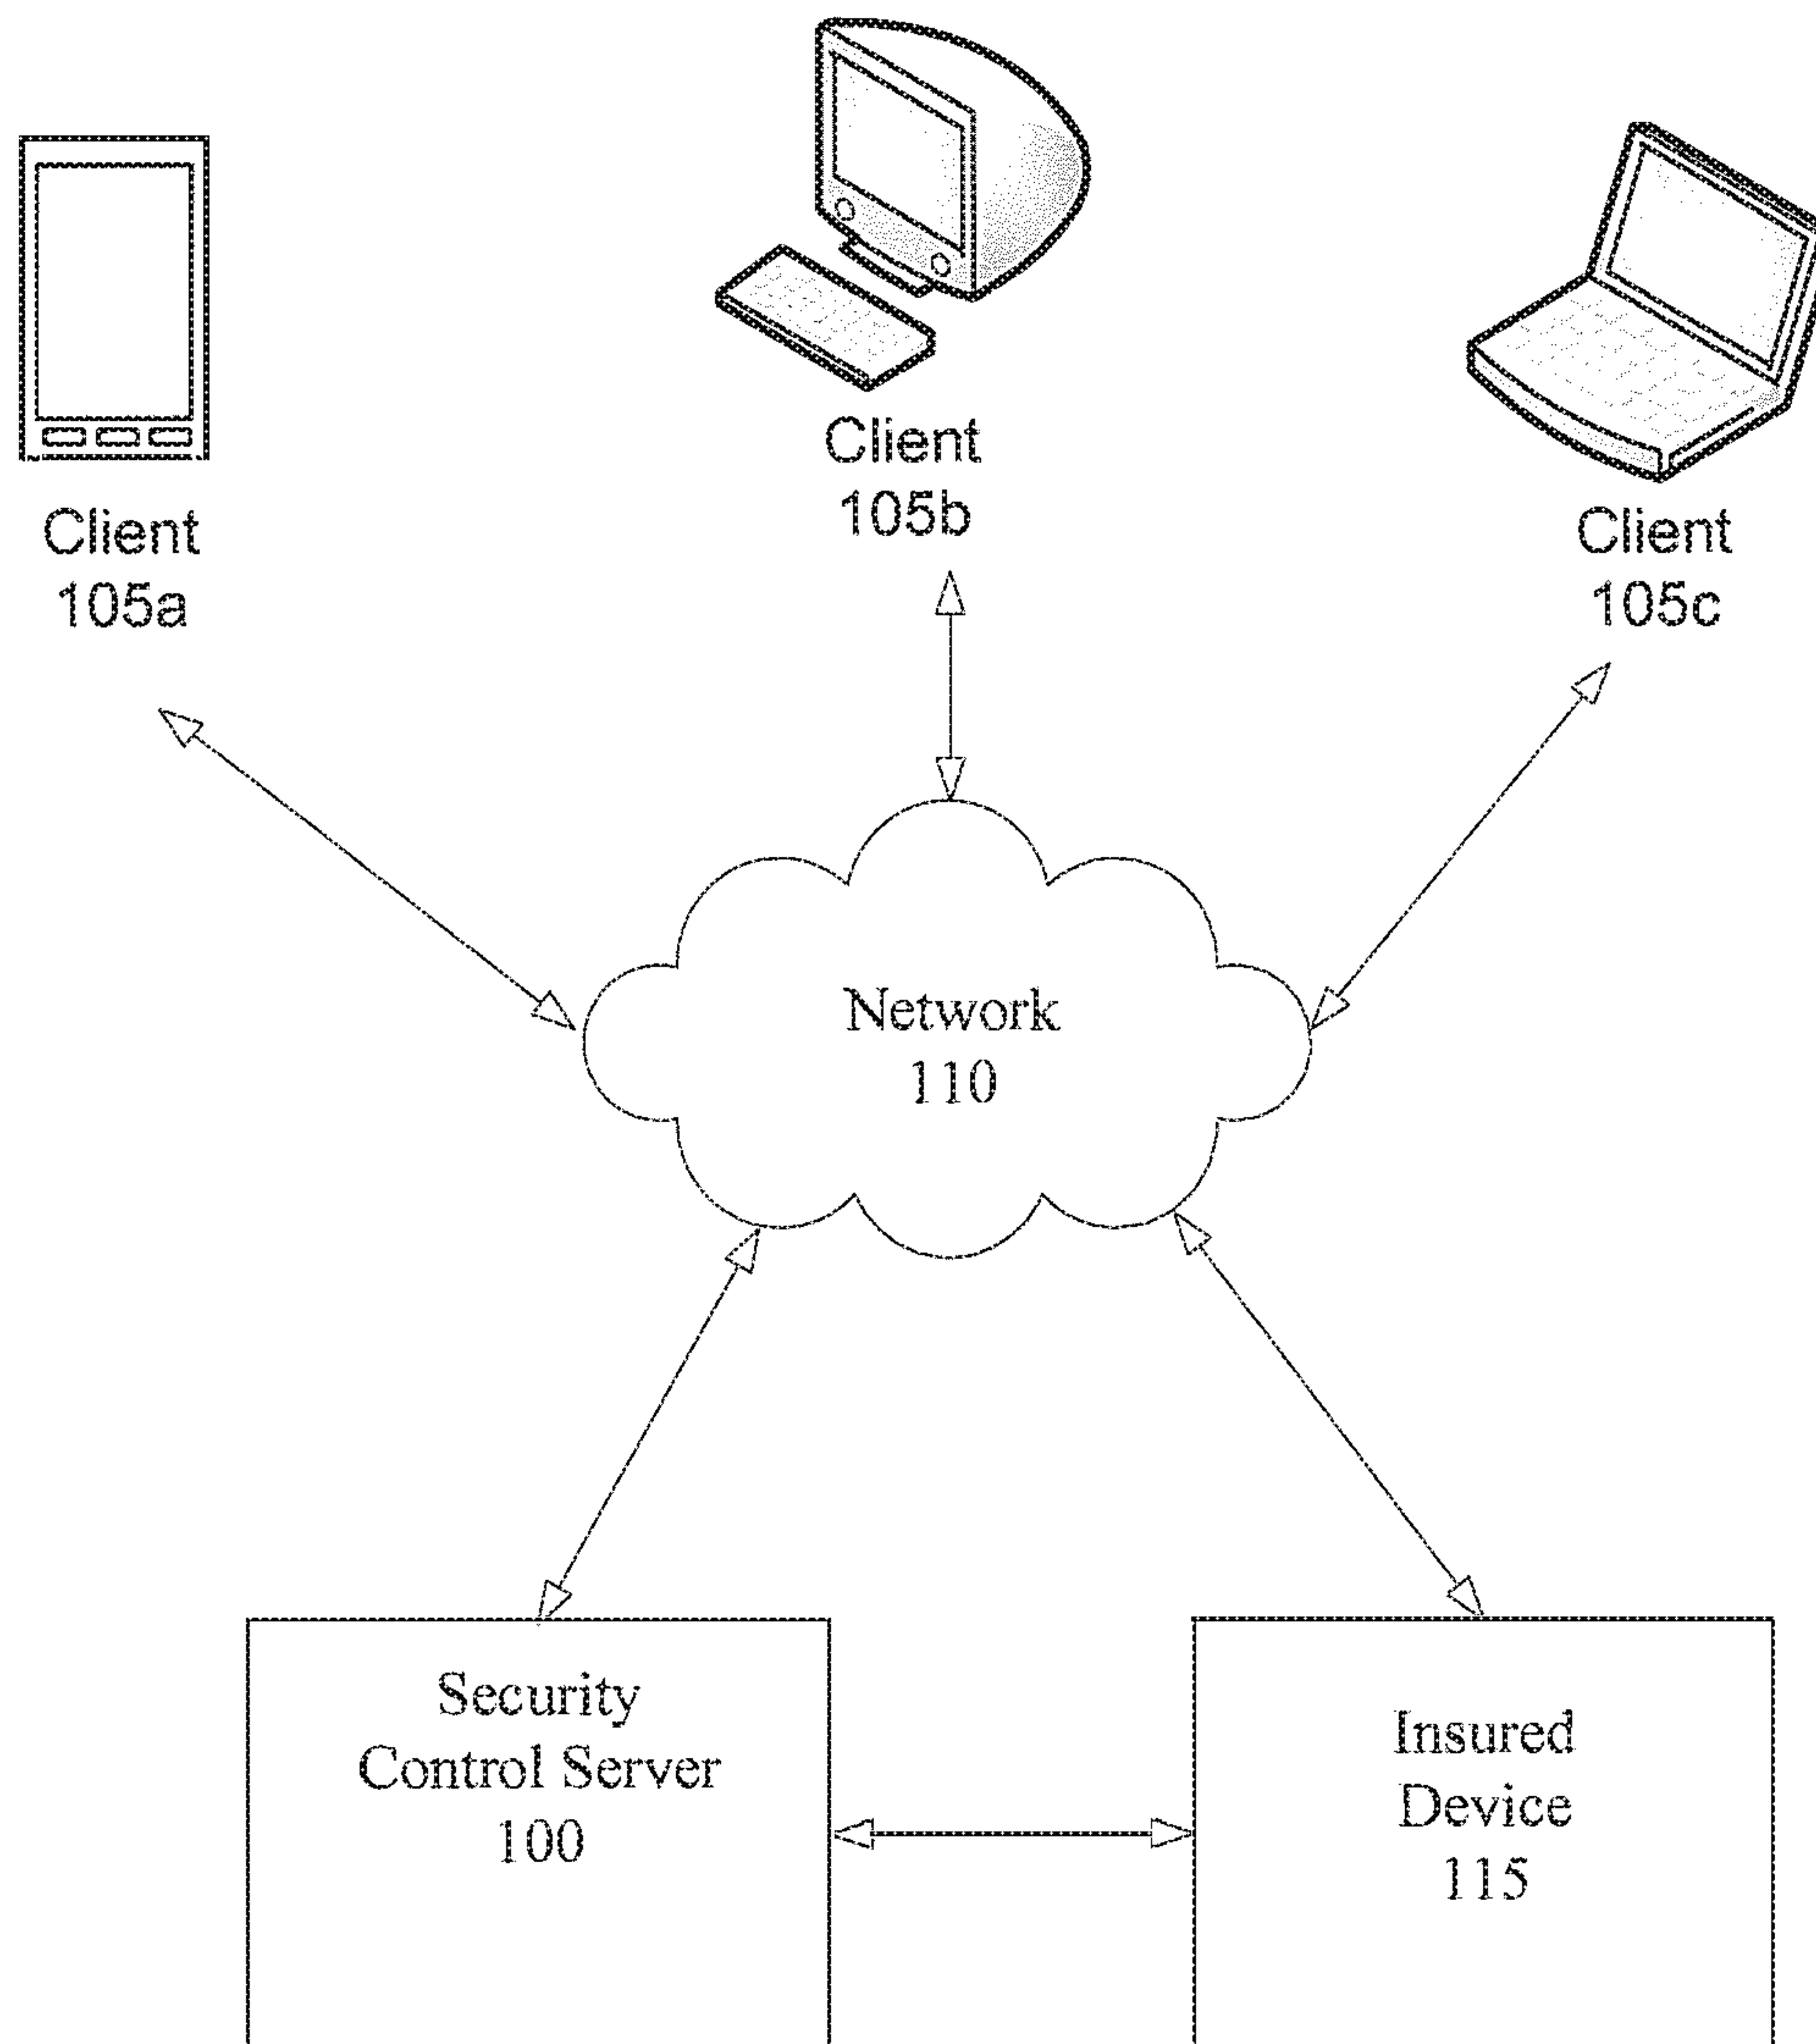 Client
105b
Client
105a
Client
105c
Network
110
Security
Control Server
100
Insured
Device
115